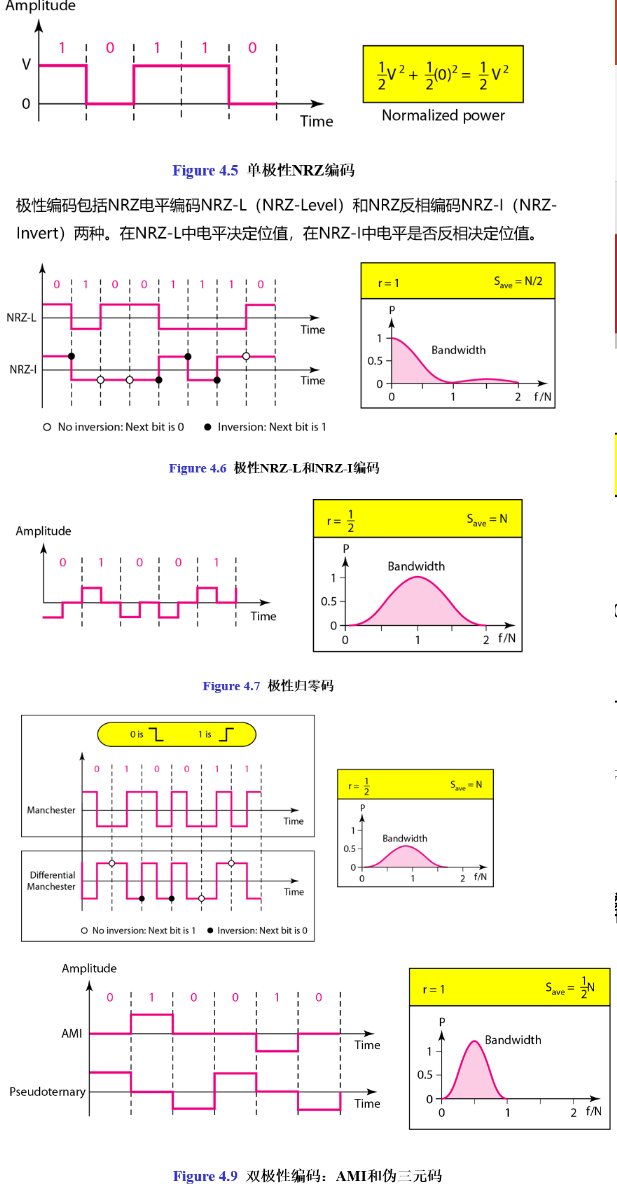 Amplitude
1 0 1 1 0
V
0
Time
1/2 V² + 1/2 (0)² = 1/2 V²
Normalized power
Figure 4.5 单极性NRZ编码
极性编码包括NRZ电平编码NRZ-L（NRZ-Level）和NRZ反相编码NRZ-I（NRZ-
Invert）两种。在NRZ-L中电平决定位值，在NRZ-I中电平是否反相决定位值。
0 1 0 0 1 1 1 0
NRZ-L
Time
NRZ-I
Time
○ No inversion: Next bit is 0 ● Inversion: Next bit is 1
r = 1 Save = N/2
P
Bandwidth
1
0.5
0
0 1 2 f/N
Figure 4.6 极性NRZ-L和NRZ-I编码
Amplitude
0 1 0 0 1
Time
r = 1/2 Save = N
P
Bandwidth
1
0.5
0
0 1 2 f/N
Figure 4.7 极性归零码
0 is 1 is
0 1 0 0 1 1
Manchester
Time
Differential
Manchester
Time
○ No inversion: Next bit is 1 ● Inversion: Next bit is 0
r = 1/2 Save = N
P
Bandwidth
1
0.5
0
0 1 2 f/N
Amplitude
0 1 0 0 1 0
AMI
Time
Pseudoternary
Time
r = 1 Save = 1/2 N
P
Bandwidth
1
0.5
0
0 1 2 f/N
Figure 4.9 双极性编码：AMI和伪三元码